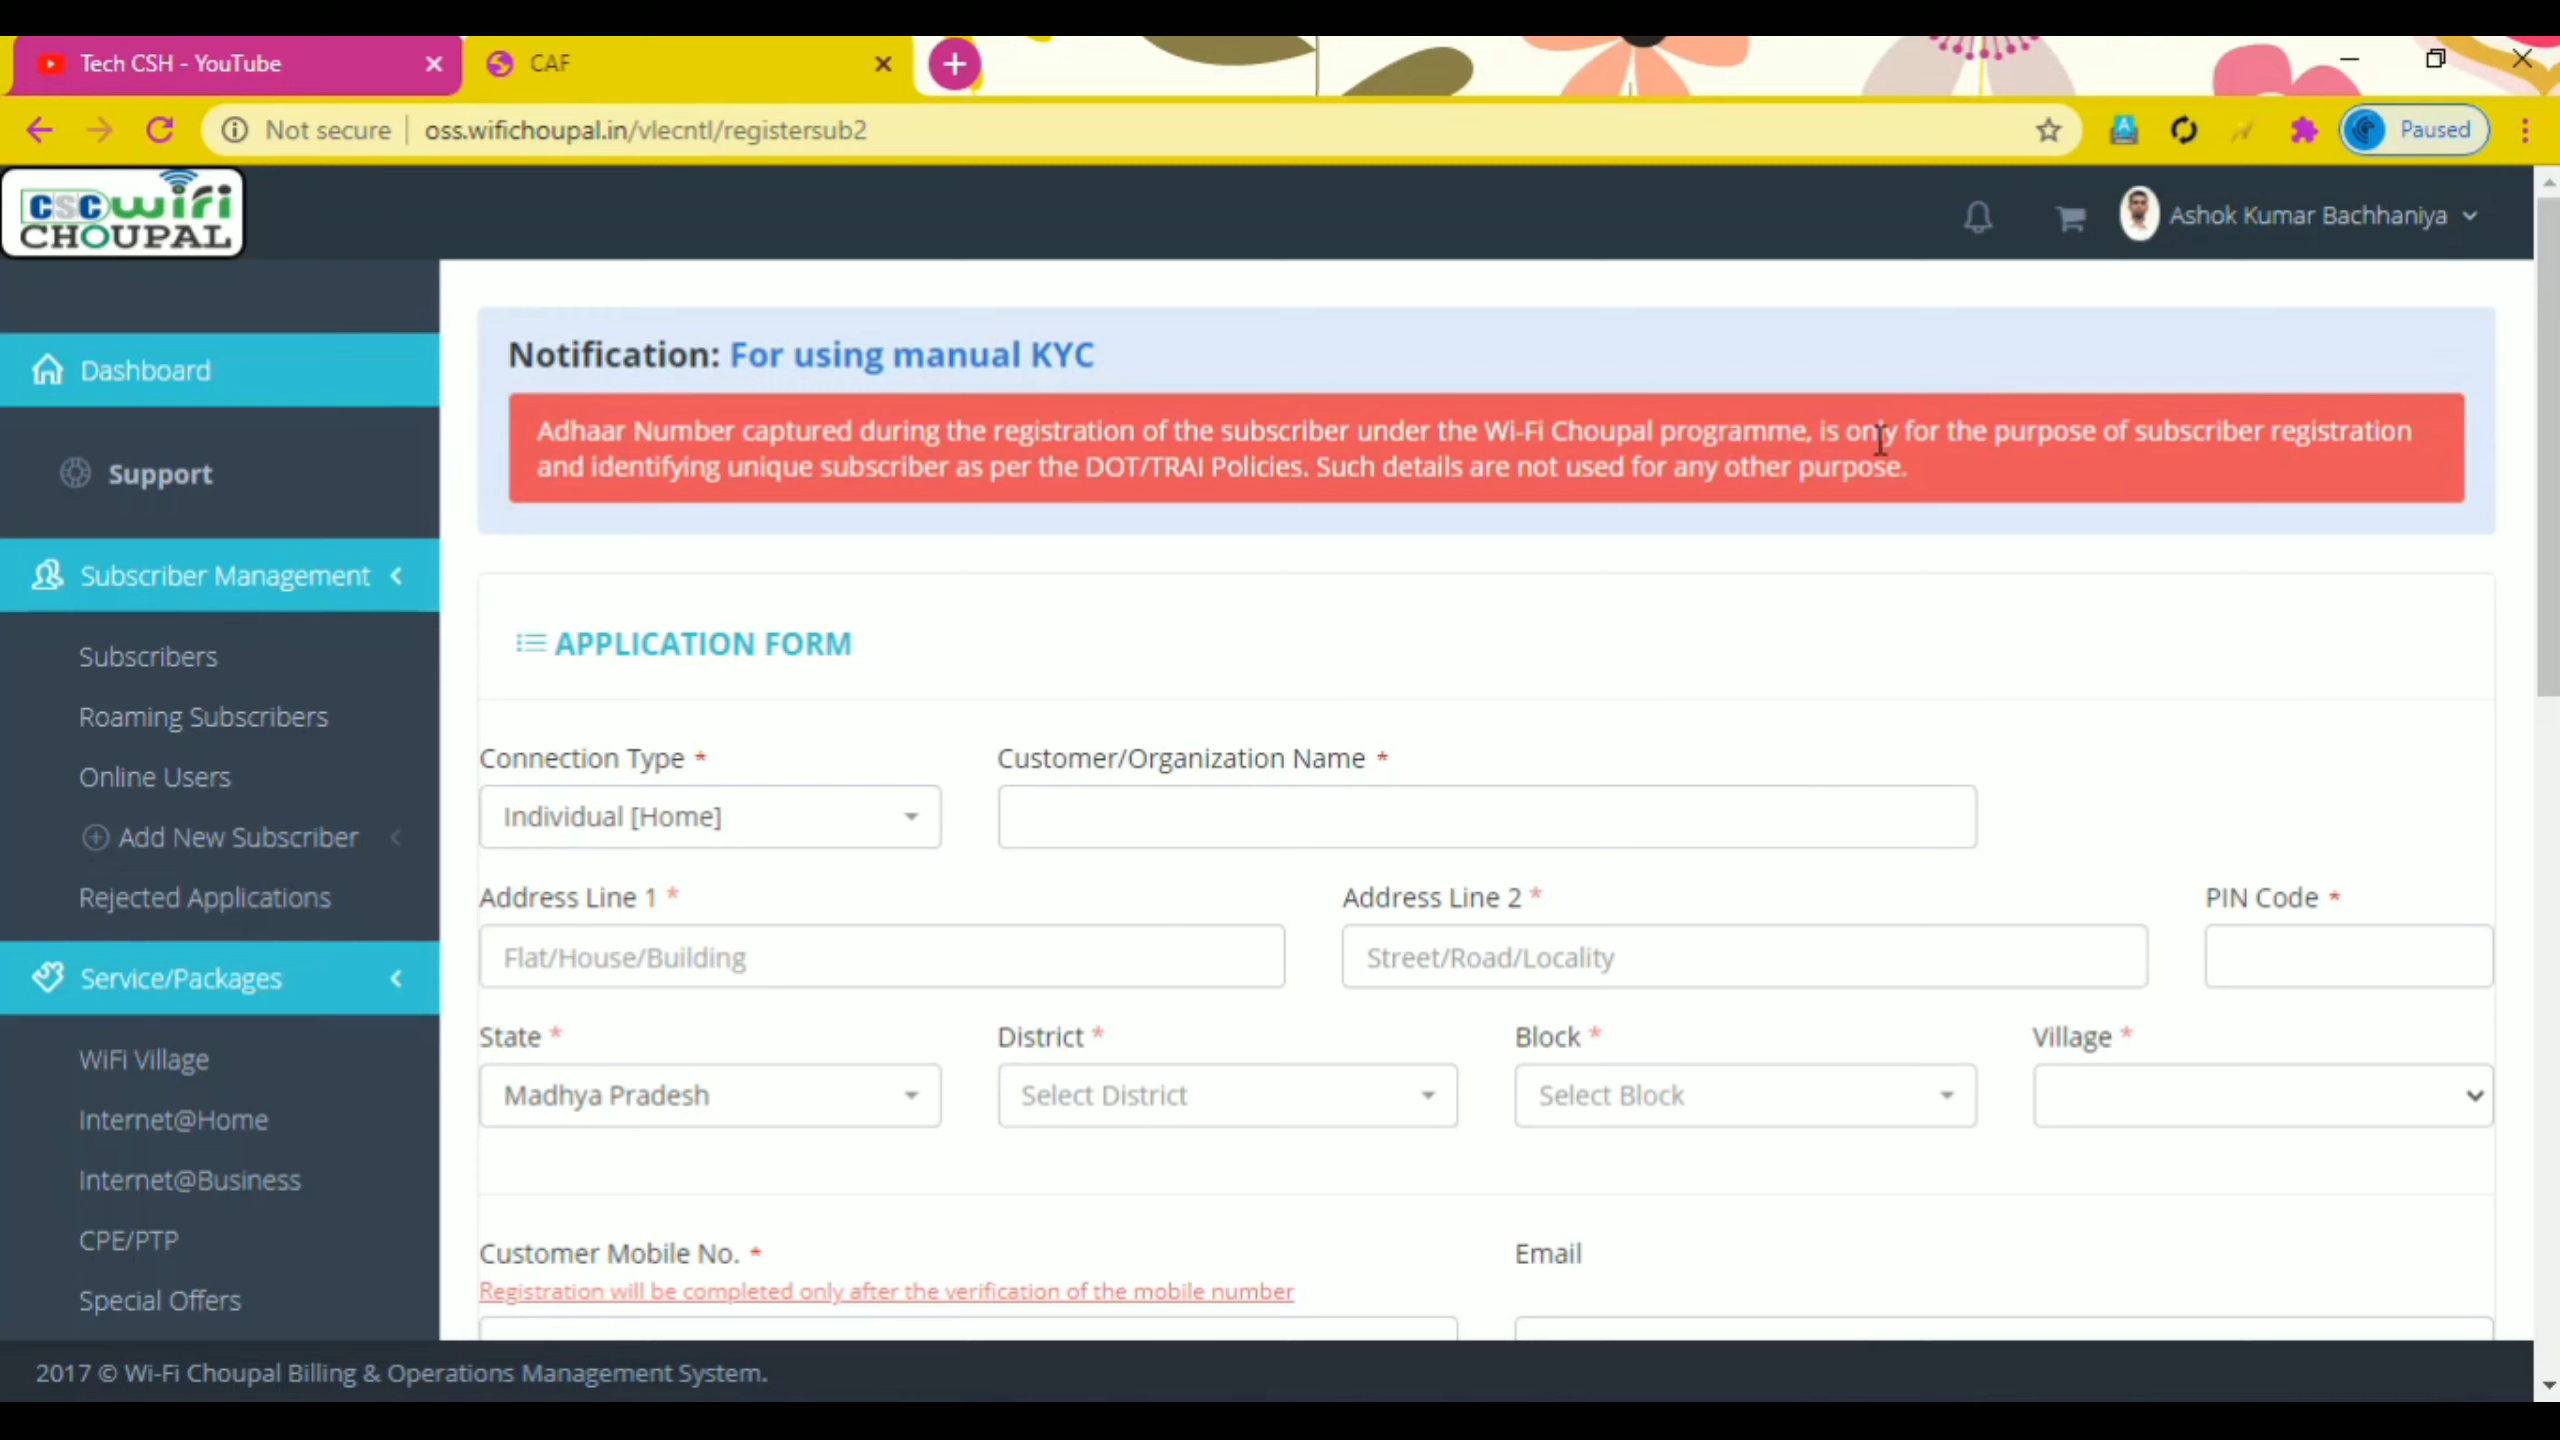 Tech CSH - YouTube
CAF
Not secure
oss.wifichoupal.in/vlecntl/registersub2
Paused
CSC wifi
CHOUPAL
Ashok Kumar Bachhaniya
Dashboard
Support
Subscriber Management
Subscribers
Roaming Subscribers
Online Users
Add New Subscriber
Rejected Applications
Service/Packages
WiFi Village
Internet@Home
Internet@Business
CPE/PTP
Special Offers
Notification: For using manual KYC
Adhaar Number captured during the registration of the subscriber under the Wi-Fi Choupal programme, is only for the purpose of subscriber registration
and identifying unique subscriber as per the DOT/TRAI Policies. Such details are not used for any other purpose.
APPLICATION FORM
Connection Type *
Customer/Organization Name *
Individual [Home]
Address Line 1 *
Address Line 2 *
PIN Code *
Flat/House/Building
Street/Road/Locality
State *
District *
Block *
Village *
Madhya Pradesh
Select District
Select Block
Customer Mobile No. *
Email
Registration will be completed only after the verification of the mobile number
2017 © Wi-Fi Choupal Billing & Operations Management System.